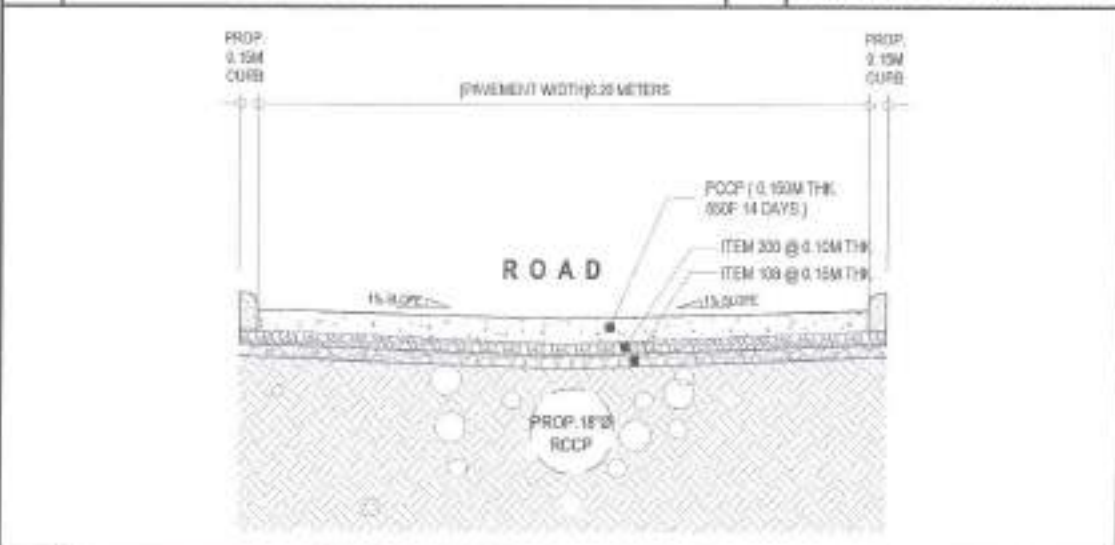 PROP.
0.15M
CURB
PROP.
0.15M
CURB
(PAVEMENT WIDTH) 6.20 METERS
PCCP ( 0.150M THK.
650F 14 DAYS )
ITEM 200 @ 0.10M THK
ITEM 108 @ 0.15M THK
ROAD
1% SLOPE
1% SLOPE
PROP. 18"Ø
RCCP